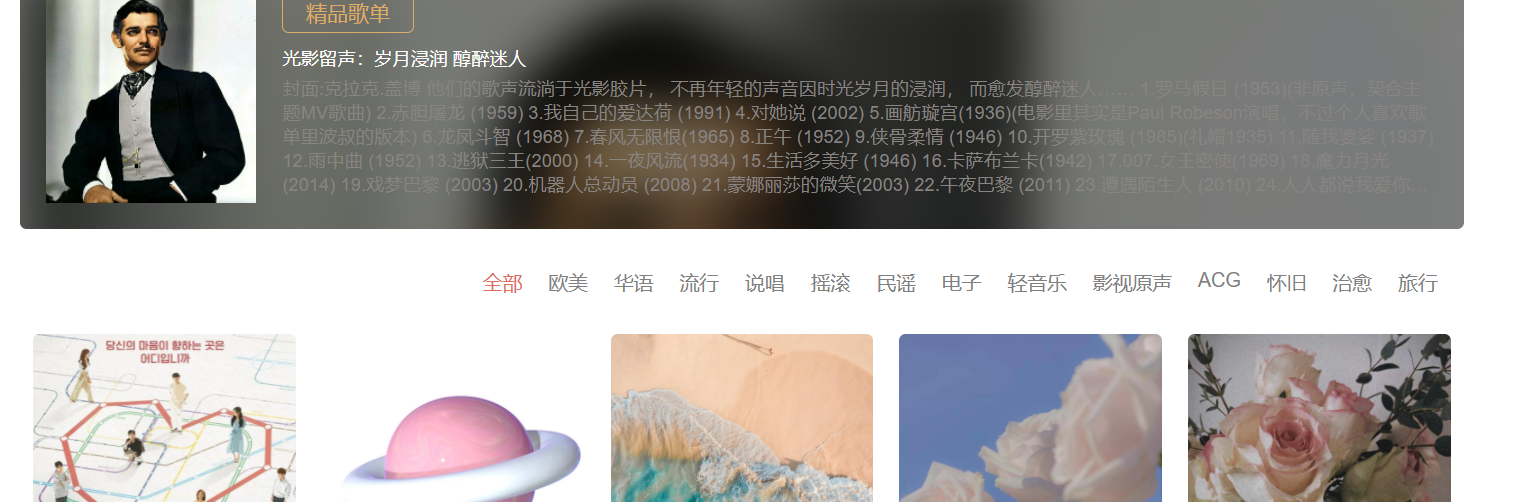 精品歌单
光影留声：岁月浸润 醇醉迷人
封面:克拉克.盖博 他们的歌声流淌于光影胶片， 不再年轻的声音因时光岁月的浸润， 而愈发醇醉迷人…… 1.罗马假日 (1953)(非原声，契合主
题MV歌曲) 2.赤胆屠龙 (1959) 3.我自己的爱达荷 (1991) 4.对她说 (2002) 5.画舫璇宫(1936)(电影里其实是Paul Robeson演唱，不过个人喜欢歌
单里波叔的版本) 6.龙凤斗智 (1968) 7.春风无限恨(1965) 8.正午 (1952) 9.侠骨柔情 (1946) 10.开罗紫玫瑰 (1985)(礼帽1935) 11.随我婆娑 (1937)
12.雨中曲 (1952) 13.逃狱三王(2000) 14.一夜风流(1934) 15.生活多美好 (1946) 16.卡萨布兰卡(1942) 17.007.女王密使(1969) 18.魔力月光
(2014) 19.戏梦巴黎 (2003) 20.机器人总动员 (2008) 21.蒙娜丽莎的微笑(2003) 22.午夜巴黎 (2011) 23.遭遇陌生人 (2010) 24.人人都说我爱你...
全部 欧美 华语 流行 说唱 摇滚 民谣 电子 轻音乐 影视原声 ACG 怀旧 治愈 旅行
당신의 마음이 향하는 곳은
어디입니까